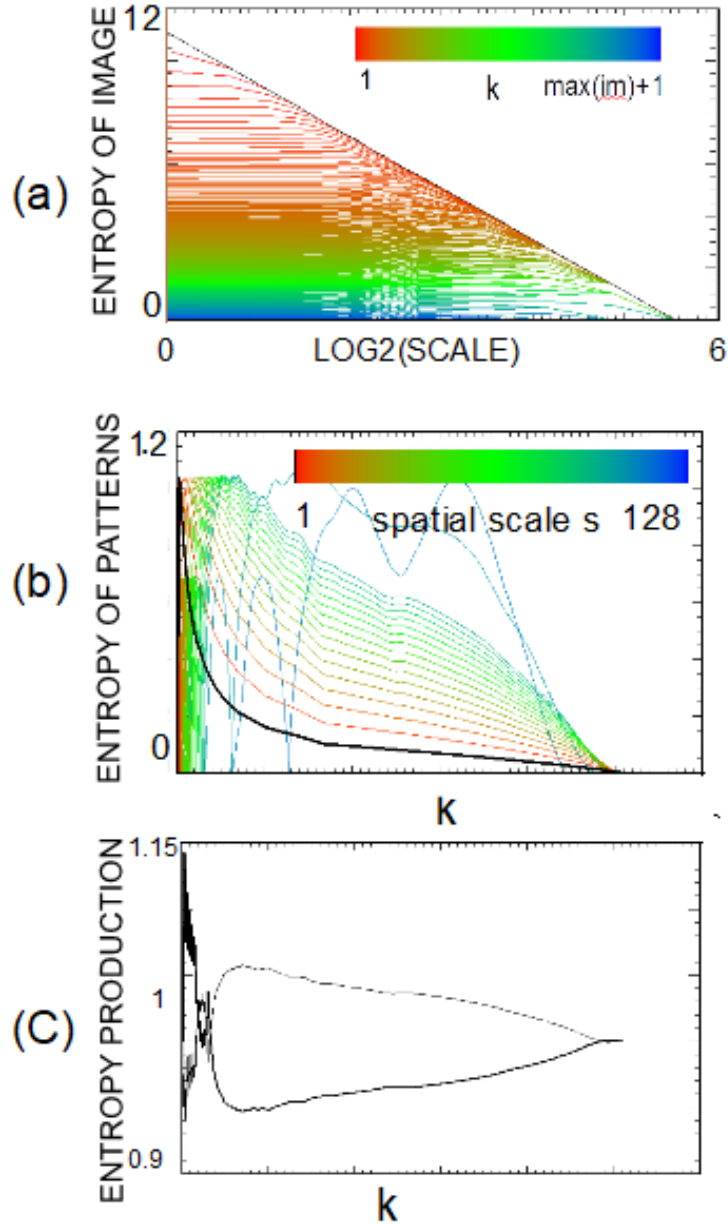 12
ENTROPY OF IMAGE
1 k max(im)+1
(a)
0
0 LOG2(SCALE) 6
1.2
ENTROPY OF PATTERNS
1 spatial scale s 128
(b)
0
k
1.15
ENTROPY PRODUCTION
1
(C)
0.9
k